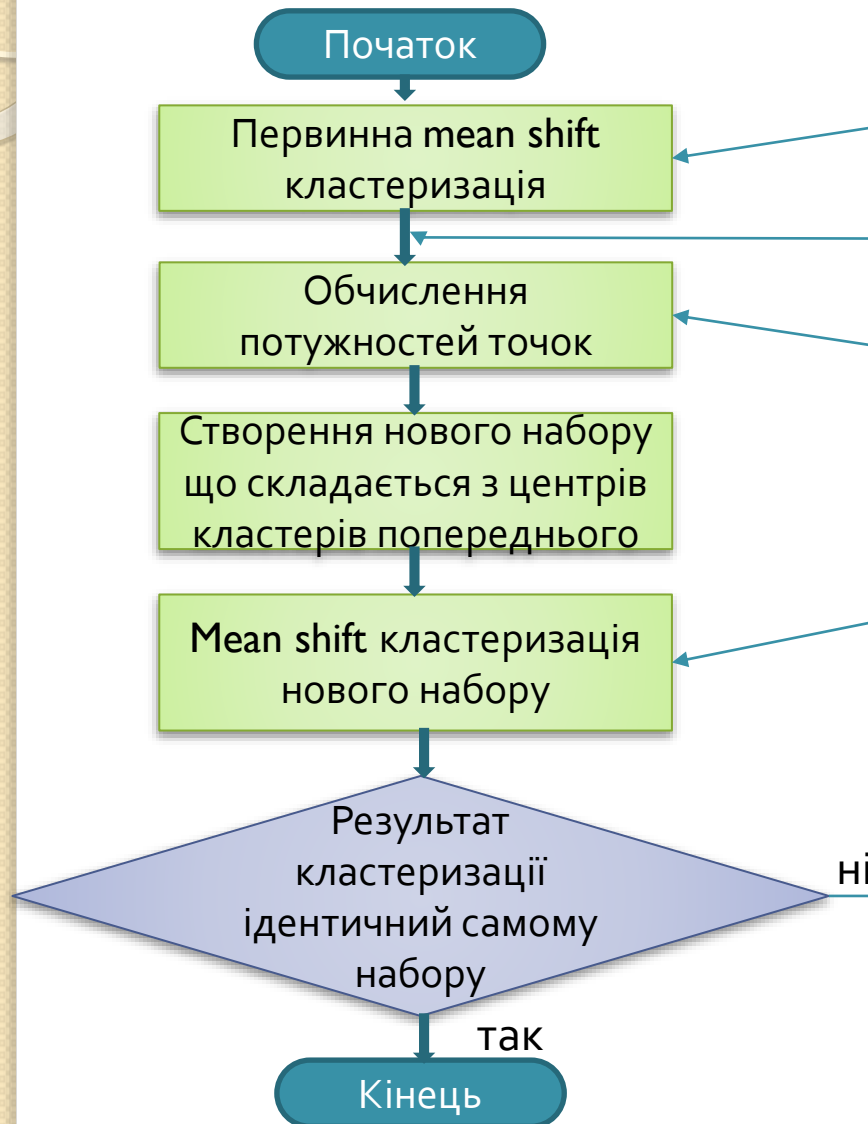 Початок
Первинна mean shift
кластеризація
Обчислення
потужностей точок
Створення нового набору
що складається з центрів
кластерів попереднього
Mean shift кластеризація
нового набору
Результат
кластеризації
ідентичний самому
набору
ні
так
Кінець